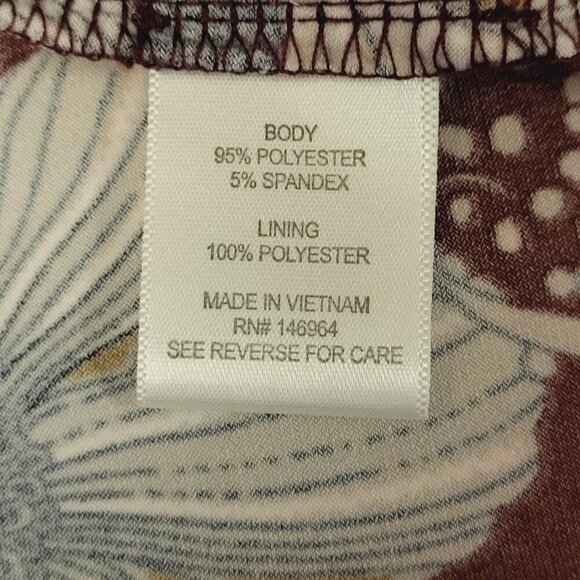 BODY
95% POLYESTER
5% SPANDEX
LINING
100% POLYESTER
MADE IN VIETNAM
RN# 146964
SEE REVERSE FOR CARE